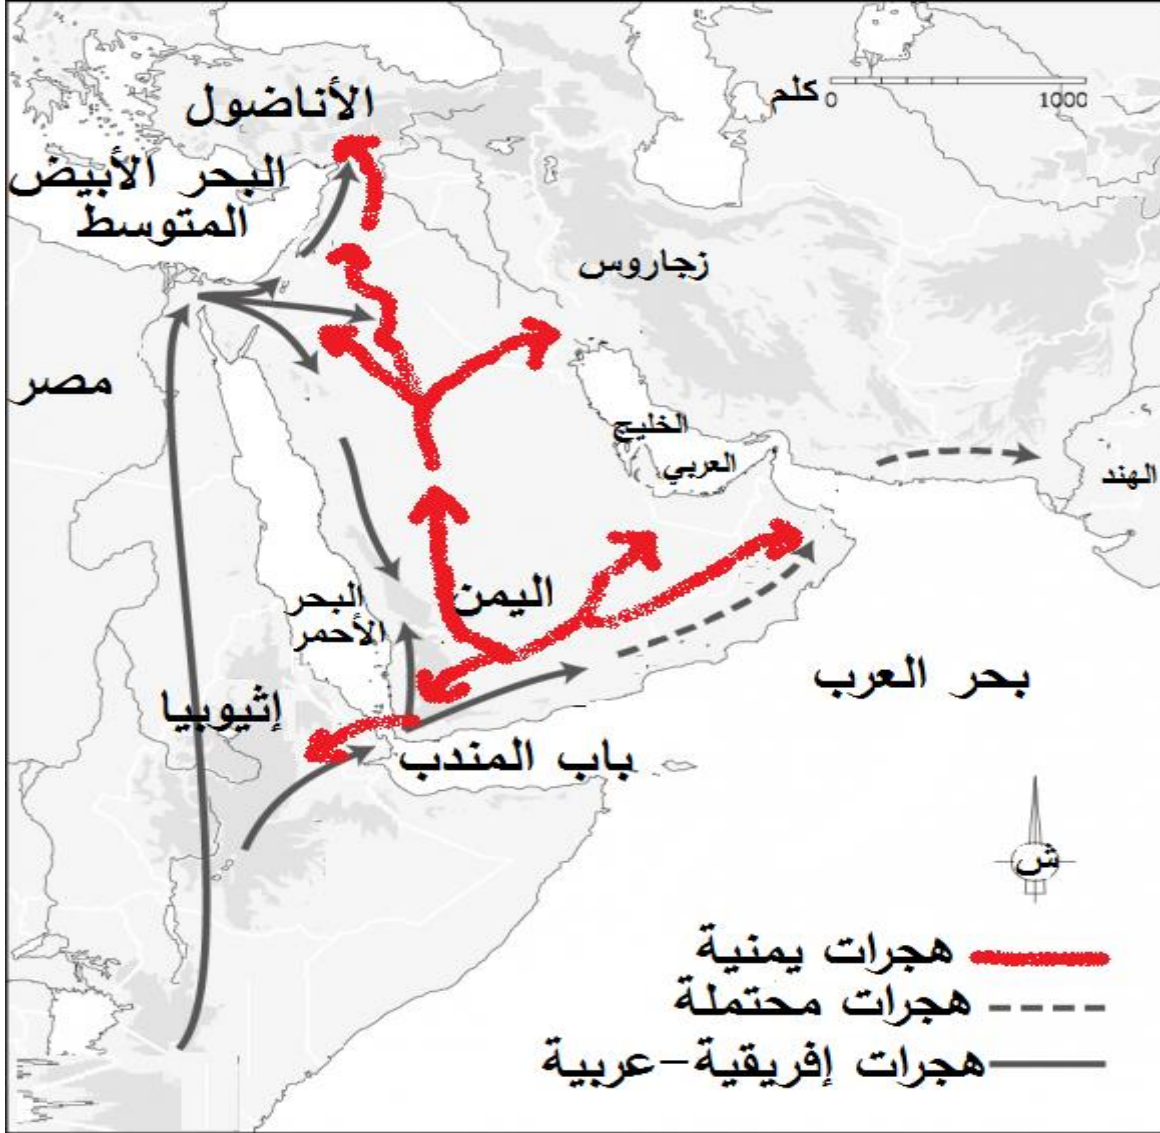 الأناضول
كلم
0
1000
البحر الأبيض
المتوسط
زجاروس
مصر
الخليج
العربي
الهند
اليمن
البحر
الأحمر
بحر العرب
إثيوبيا
باب المندب
ش
هجرات يمنية
هجرات محتملة
هجرات إفريقية-عربية